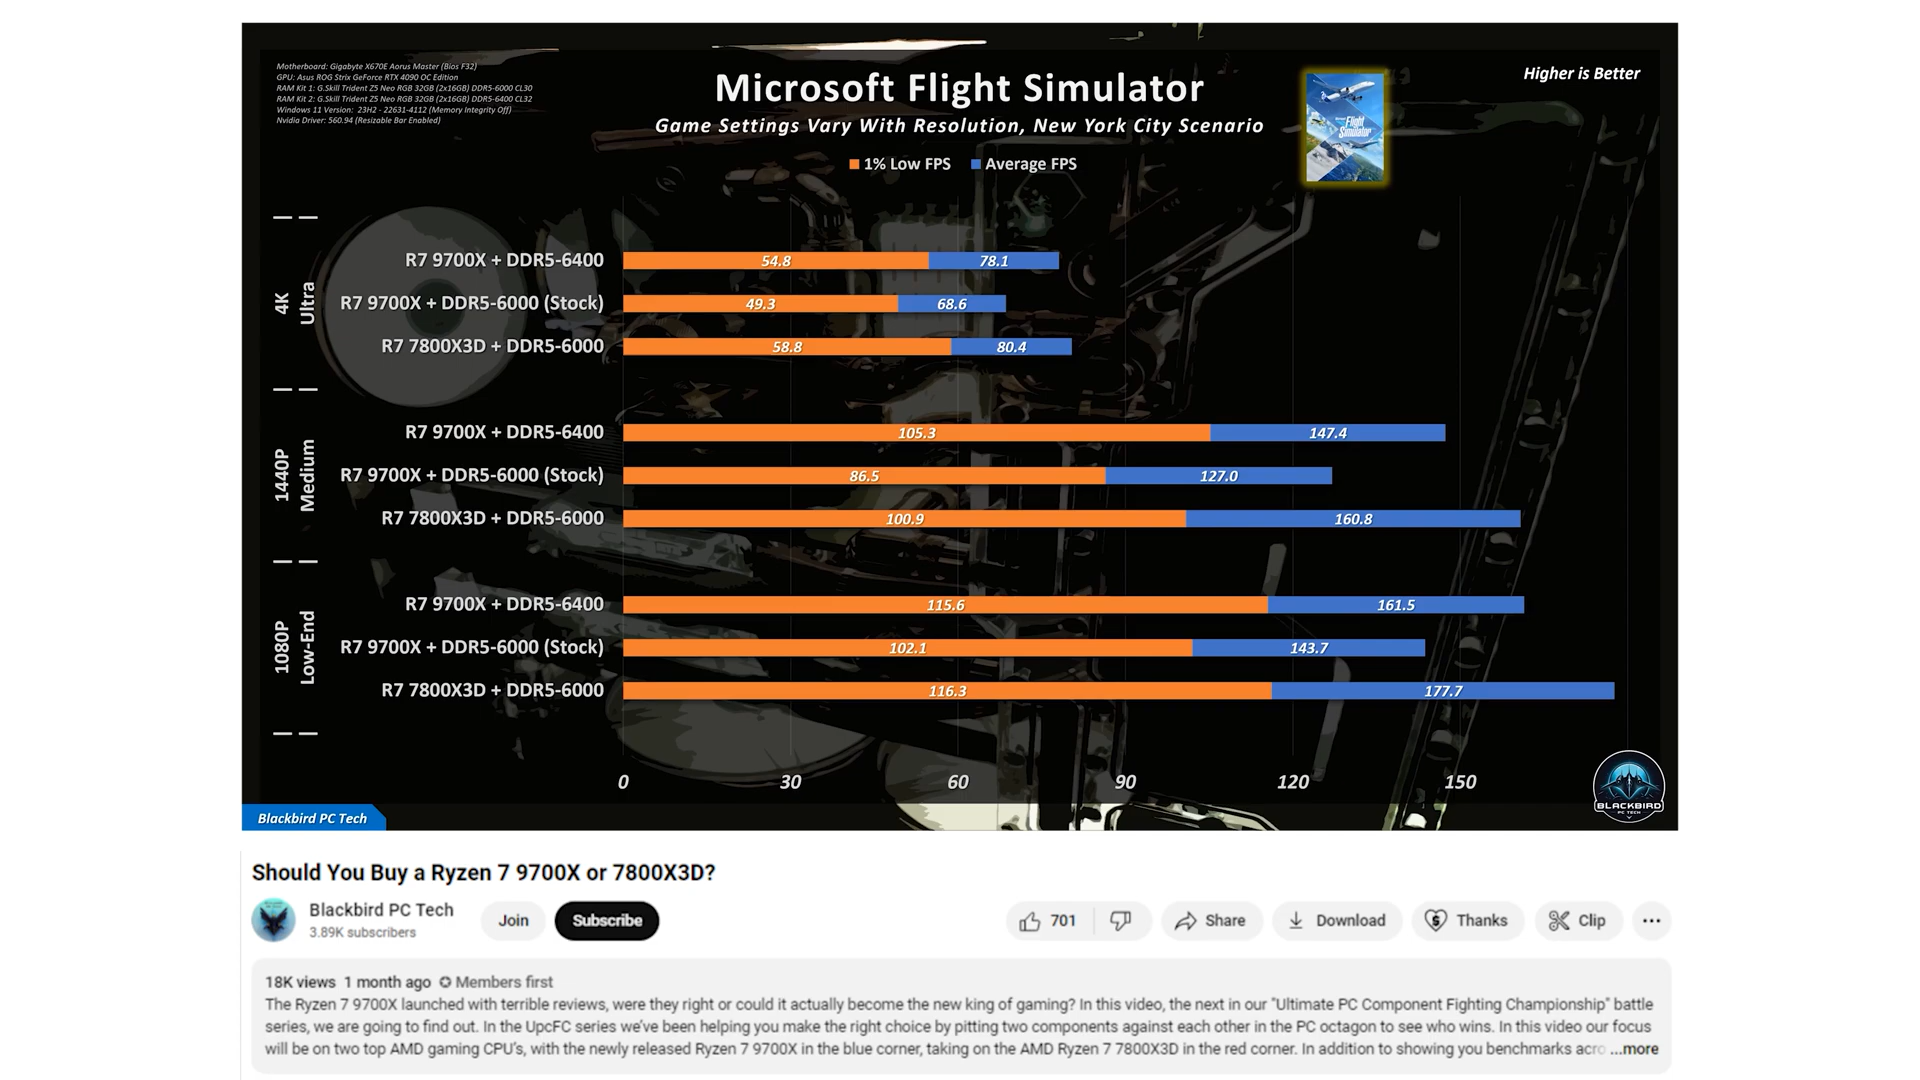 Motherboard: Gigabyte X670E Aorus Master (Bios F32)
GPU: Asus ROG Strix GeForce RTX 4090 OC Edition
RAM Kit 1: G.Skill Trident Z5 Neo RGB 32GB (2x16GB) DDR5-6000 CL30
RAM Kit 2: G.Skill Trident Z5 Neo RGB 32GB (2x16GB) DDR5-6400 CL32
Windows 11 Version: 23H2 - 22631-4112 (Memory Integrity Off)
Nvidia Driver: 560.94 (Resizable Bar Enabled)
Microsoft Flight Simulator
Game Settings Vary With Resolution, New York City Scenario
Higher is Better
Flight Simulator
1% Low FPS Average FPS
4K Ultra
R7 9700X + DDR5-6400 54.8 78.1
R7 9700X + DDR5-6000 (Stock) 49.3 68.6
R7 7800X3D + DDR5-6000 58.8 80.4
1440P Medium
R7 9700X + DDR5-6400 105.3 147.4
R7 9700X + DDR5-6000 (Stock) 86.5 127.0
R7 7800X3D + DDR5-6000 100.9 160.8
1080P Low-End
R7 9700X + DDR5-6400 115.6 161.5
R7 9700X + DDR5-6000 (Stock) 102.1 143.7
R7 7800X3D + DDR5-6000 116.3 177.7
0 30 60 90 120 150
BLACKBIRD
PC TECH
Blackbird PC Tech
Should You Buy a Ryzen 7 9700X or 7800X3D?
Blackbird PC Tech
3.89K subscribers
Join Subscribe 701 Share Download Thanks Clip ...
18K views 1 month ago Members first
The Ryzen 7 9700X launched with terrible reviews, were they right or could it actually become the new king of gaming? In this video, the next in our "Ultimate PC Component Fighting Championship" battle
series, we are going to find out. In the UpcFC series we've been helping you make the right choice by pitting two components against each other in the PC octagon to see who wins. In this video our focus
will be on two top AMD gaming CPU's, with the newly released Ryzen 7 9700X in the blue corner, taking on the AMD Ryzen 7 7800X3D in the red corner. In addition to showing you benchmarks acro ...more